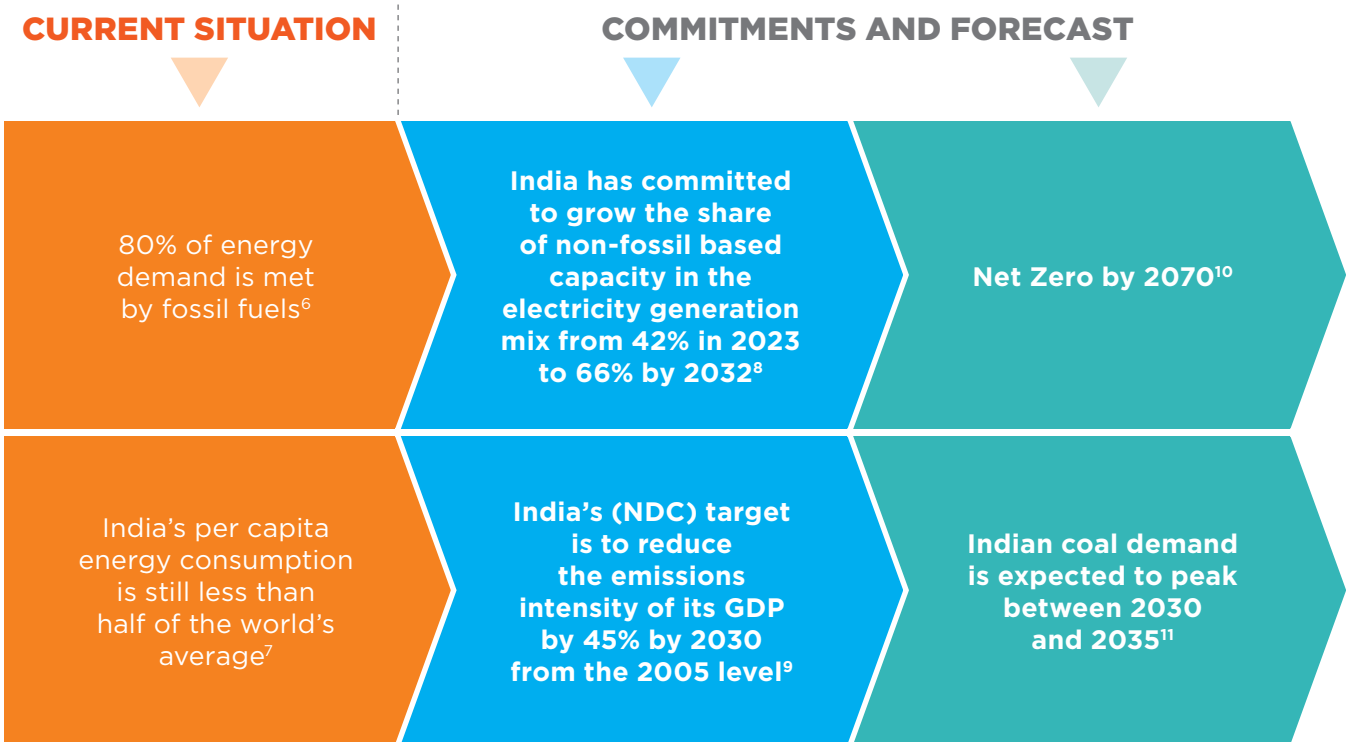 CURRENT SITUATION
COMMITMENTS AND FORECAST
80% of energy
demand is met
by fossil fuels⁶
India has committed
to grow the share
of non-fossil based
capacity in the
electricity generation
mix from 42% in 2023
to 66% by 2032⁸
Net Zero by 2070¹⁰
India’s per capita
energy consumption
is still less than
half of the world’s
average⁷
India’s (NDC) target
is to reduce
the emissions
intensity of its GDP
by 45% by 2030
from the 2005 level⁹
Indian coal demand
is expected to peak
between 2030
and 2035¹¹